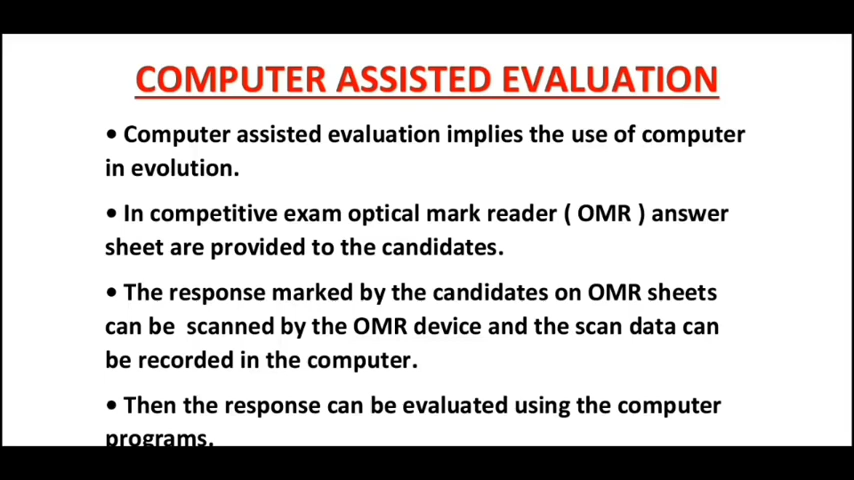 COMPUTER ASSISTED EVALUATION
• Computer assisted evaluation implies the use of computer
in evolution.
• In competitive exam optical mark reader ( OMR ) answer
sheet are provided to the candidates.
• The response marked by the candidates on OMR sheets
can be  scanned by the OMR device and the scan data can
be recorded in the computer.
• Then the response can be evaluated using the computer
programs.